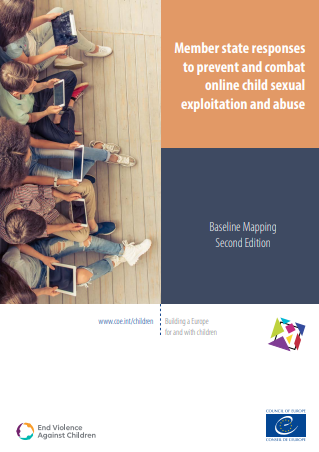 Member state responses
to prevent and combat
online child sexual
exploitation and abuse
Baseline Mapping
Second Edition
www.coe.int/children
Building a Europe
for and with children
End Violence
Against Children
COUNCIL OF EUROPE
CONSEIL DE L'EUROPE